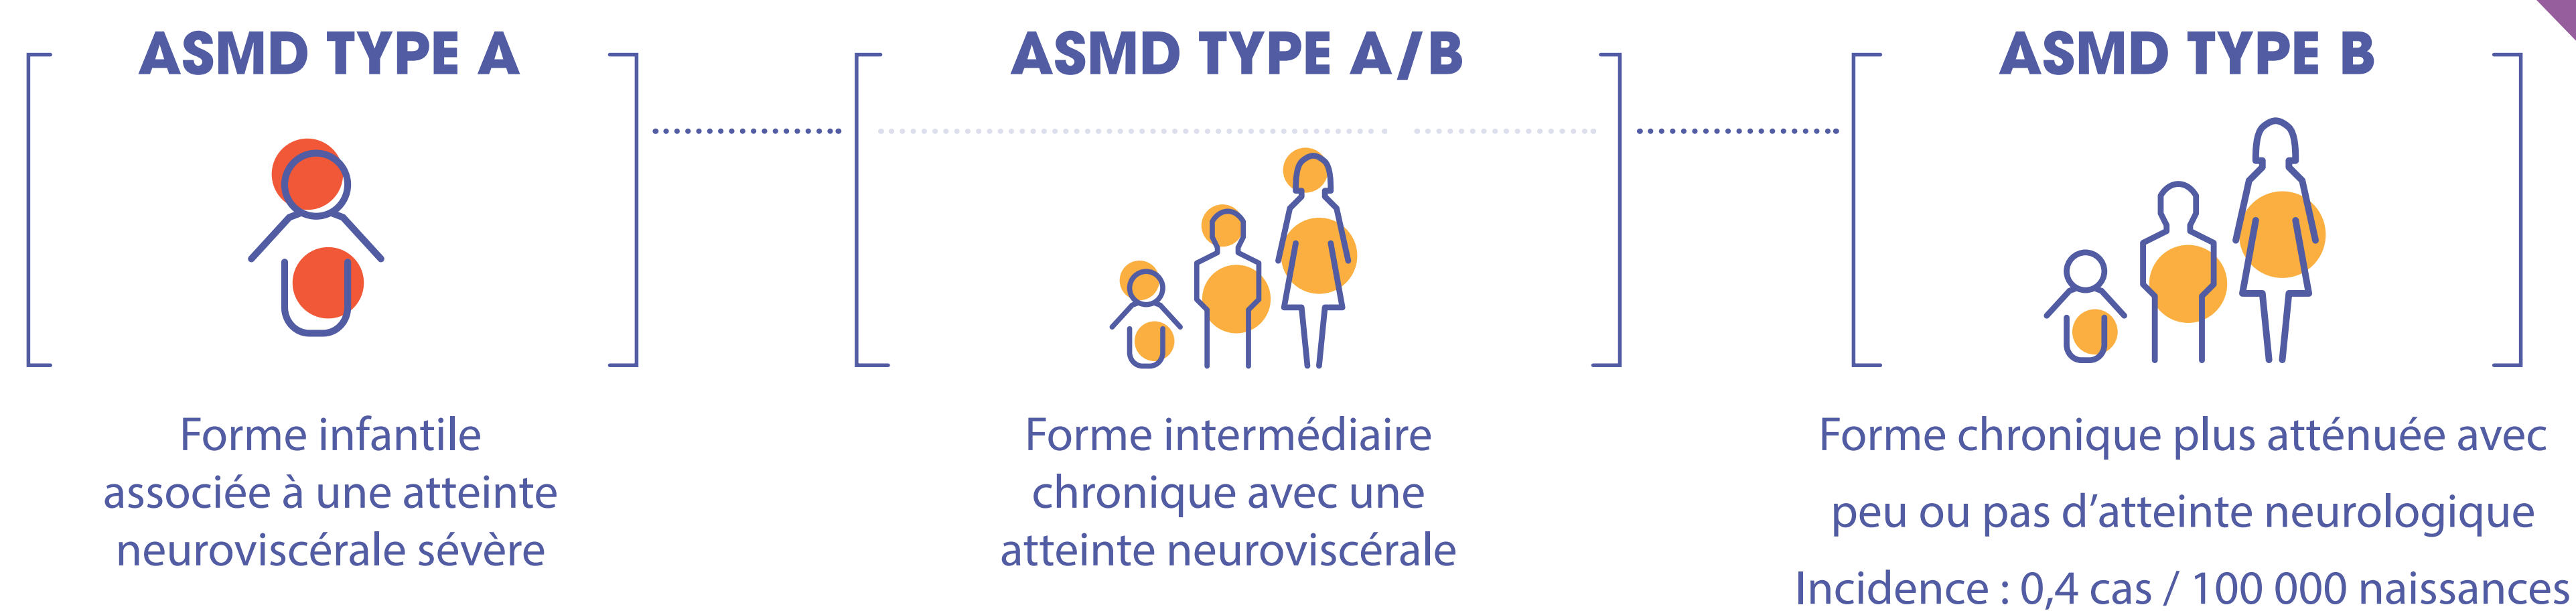 ASMD TYPE A
Forme infantile
associée à une atteinte
neuroviscérale sévère
ASMD TYPE A/B
Forme intermédiaire
chronique avec une
atteinte neuroviscérale
ASMD TYPE B
Forme chronique plus atténuée avec
peu ou pas d’atteinte neurologique
Incidence : 0,4 cas / 100 000 naissances